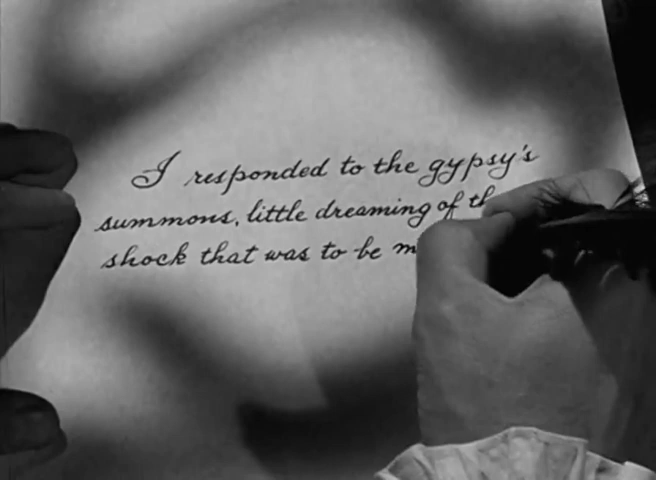 I responded to the gypsy's
summons, little dreaming of th
shock that was to be m